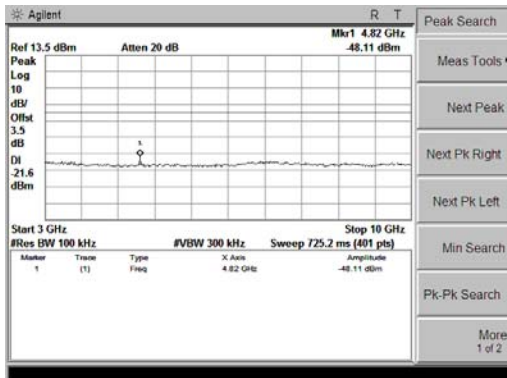 Agilent R T
Mkr1 4.82 GHz
Ref 13.5 dBm Atten 20 dB -48.11 dBm
Peak
Log
10
dB/
Offst
3.5
dB
DI
-21.6
dBm
1
Start 3 GHz Stop 10 GHz
#Res BW 100 kHz #VBW 300 kHz Sweep 725.2 ms (401 pts)
Marker Trace Type X Axis Amplitude
1 (1) Freq 4.82 GHz -48.11 dBm
Peak Search
Meas Tools
Next Peak
Next Pk Right
Next Pk Left
Min Search
Pk-Pk Search
More
1 of 2